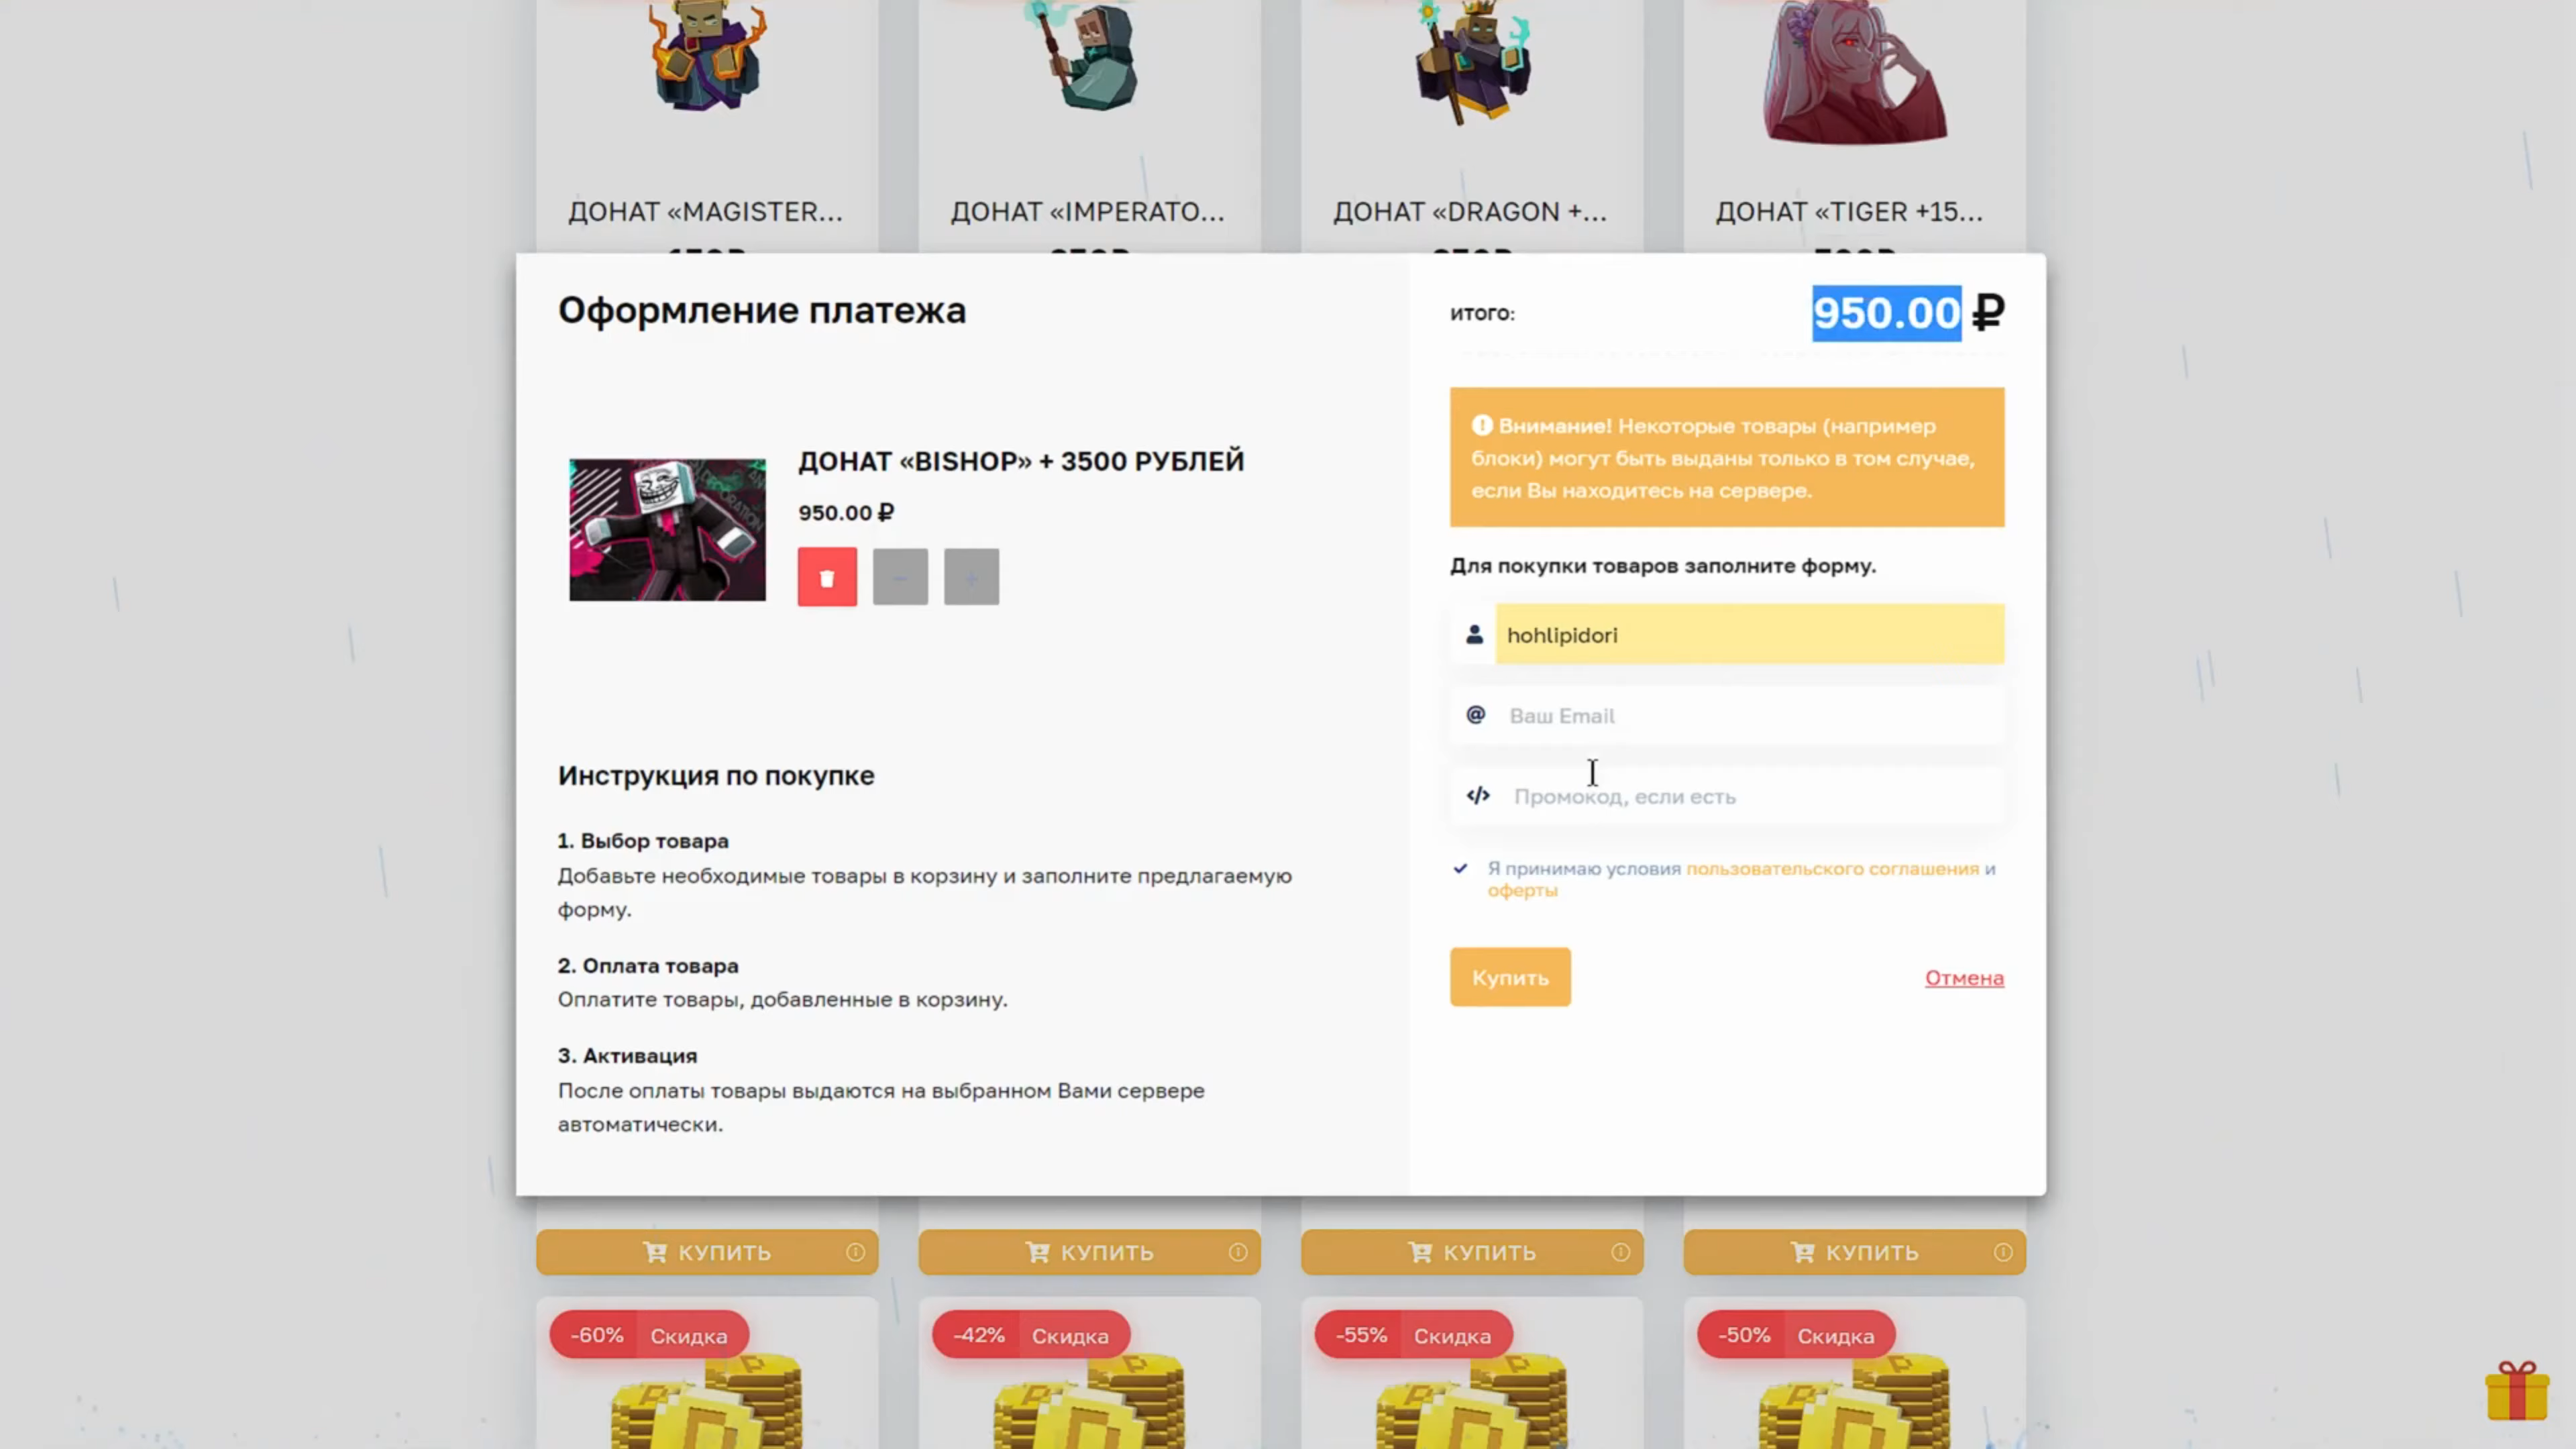 ДОНАТ «MAGISTER...
ДОНАТ «IMPERATO...
ДОНАТ «DRAGON +...
ДОНАТ «TIGER +15...
Оформление платежа
ДОНАТ «BISHOP» + 3500 РУБЛЕЙ
950.00 ₽
Инструкция по покупке
1. Выбор товара
Добавьте необходимые товары в корзину и заполните предлагаемую
форму.
2. Оплата товара
Оплатите товары, добавленные в корзину.
3. Активация
После оплаты товары выдаются на выбранном Вами сервере
автоматически.
ИТОГО:
950.00 ₽
Внимание! Некоторые товары (например
блоки) могут быть выданы только в том случае,
если Вы находитесь на сервере.
Для покупки товаров заполните форму.
hohlipidori
@ Ваш Email
</> Промокод, если есть
Я принимаю условия пользовательского соглашения и
оферты
Купить
Отмена
КУПИТЬ
КУПИТЬ
КУПИТЬ
КУПИТЬ
-60% Скидка
-42% Скидка
-55% Скидка
-50% Скидка